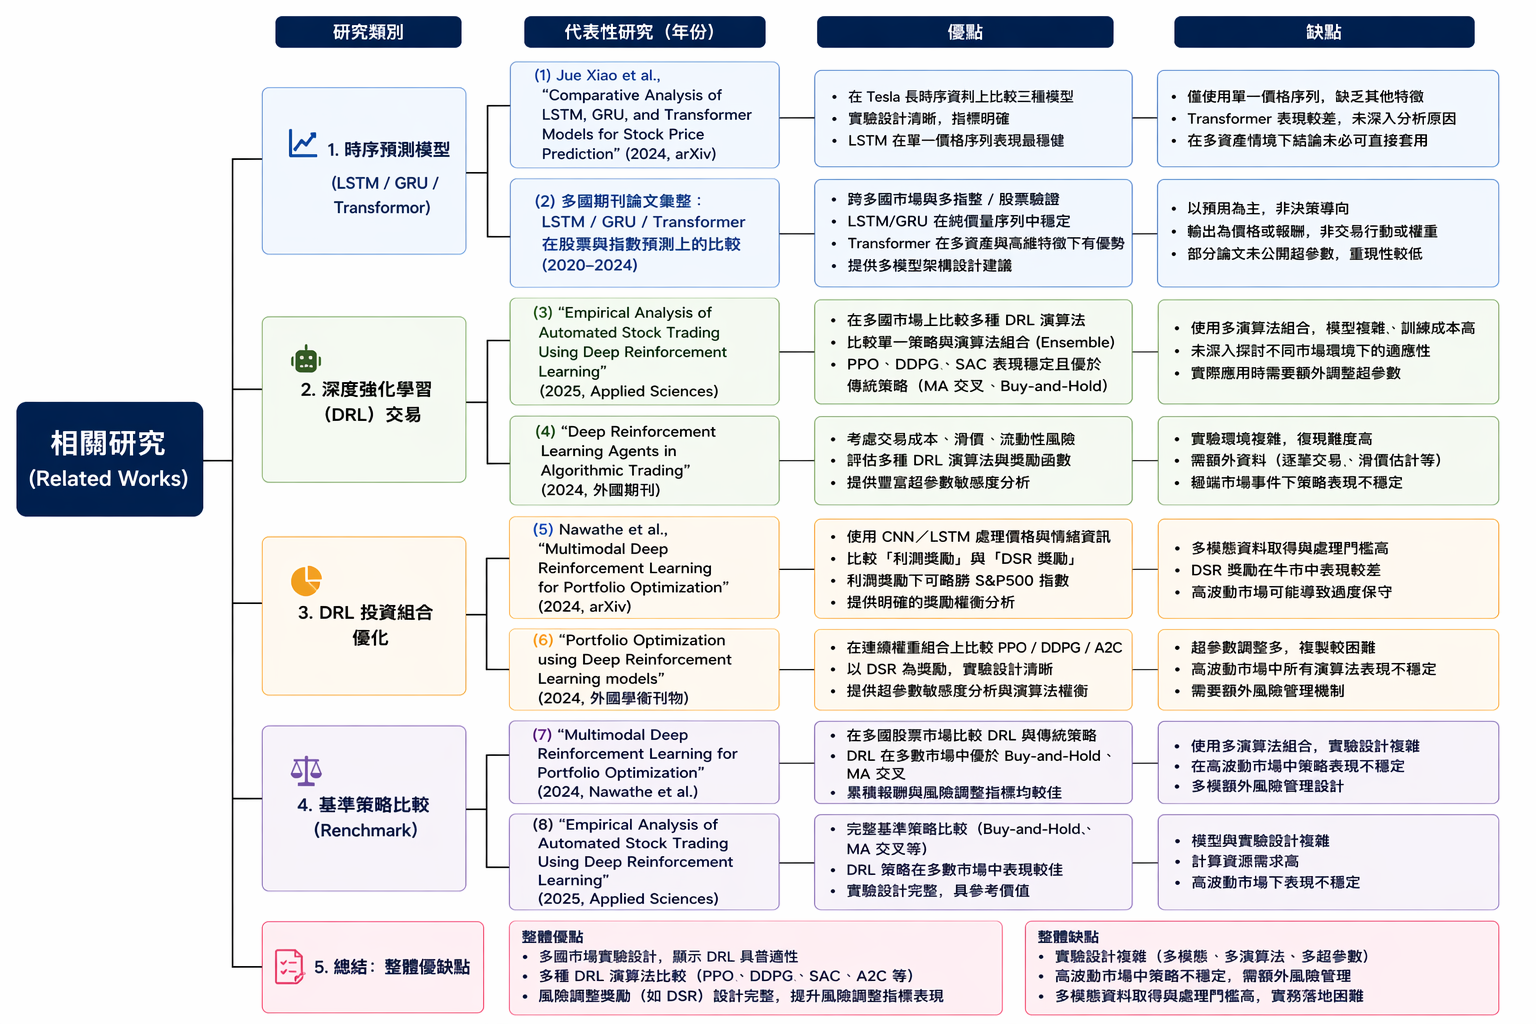 研究類別
代表性研究（年份）
優點
缺點
相關研究
(Related Works)
1. 時序預測模型
(LSTM / GRU /
Transformor)
(1) Jue Xiao et al.,
“Comparative Analysis of
LSTM, GRU, and Transformer
Models for Stock Price
Prediction” (2024, arXiv)
• 在 Tesla 長時序資利上比較三種模型
• 實驗設計清晰，指標明確
• LSTM 在單一價格序列表現最穩健
• 僅使用單一價格序列，缺乏其他特徵
• Transformer 表現較差，未深入分析原因
• 在多資產情境下結論未必可直接套用
(2) 多國期刊論文彙整：
LSTM / GRU / Transformer
在股票與指數預測上的比較
(2020–2024)
• 跨多國市場與多指整 / 股票驗證
• LSTM/GRU 在純價量序列中穩定
• Transformer 在多資產與高維特徵下有優勢
• 提供多模型架構設計建議
• 以預用為主，非決策導向
• 輸出為價格或報酬，非交易行動或權重
• 部分論文未公開超參數，重現性較低
2. 深度強化學習
（DRL）交易
(3) “Empirical Analysis of
Automated Stock Trading
Using Deep Reinforcement
Learning”
(2025, Applied Sciences)
• 在多國市場上比較多種 DRL 演算法
• 比較單一策略與演算法組合 (Ensemble)
• PPO、DDPG、SAC 表現穩定且優於
傳統策略（MA 交叉、Buy-and-Hold）
• 使用多演算法組合，模型複雜、訓練成本高
• 未深入探討不同市場環境下的適應性
• 實際應用時需要額外調整超參數
(4) “Deep Reinforcement
Learning Agents in
Algorithmic Trading”
(2024, 外國期刊)
• 考慮交易成本、滑價、流動性風險
• 評估多種 DRL 演算法與獎勵函數
• 提供豐富超參數敏感度分析
• 實驗環境複雜，復現難度高
• 需額外資料（逐筆交易、滑價估計等）
• 端市場事件下策略表現不穩定
3. DRL 投資組合
優化
(5) Nawathe et al.,
“Multimodal Deep
Reinforcement Learning
for Portfolio Optimization”
(2024, arXiv)
• 使用 CNN／LSTM 處理價格與情緒資訊
• 比較「利潤獎勵」與「DSR 獎勵」
• 利潤獎勵下可略勝 S&P500 指數
• 提供明確的獎勵權衡分析
• 多模態資料取得與處理門檻高
• DSR 獎勵在牛市中表現較差
• 高波動市場可能導致過度保守
(6) “Portfolio Optimization
using Deep Reinforcement
Learning models”
(2024, 外國學術刊物)
• 在連續權重組合上比較 PPO / DDPG / A2C
• 以 DSR 為獎勵，實驗設計清晰
• 提供超參數敏感度分析與演算法權衡
• 超參數調整多，複製較困難
• 高波動市場中所有演算法表現不穩定
• 需要額外風險管理機制
4. 基準策略比較
（Renchmark）
(7) “Multimodal Deep
Reinforcement Learning for
Portfolio Optimization”
(2024, Nawathe et al.)
• 在多國股票市場比較 DRL 與傳統策略
• DRL 在多數市場中優於 Buy-and-Hold、
MA 交叉
• 累積報酬與風險調整指標均較佳
• 使用多演算法組合，實驗設計複雜
• 在高波動市場中策略表現不穩定
• 多模額外風險管理設計
(8) “Empirical Analysis of
Automated Stock Trading
Using Deep Reinforcement
Learning”
(2025, Applied Sciences)
• 完整基準策略比較（Buy-and-Hold、
MA 交叉等）
• DRL 策略在多數市場中表現較佳
• 實驗設計完整，具參考價值
• 模型與實驗設計複雜
• 計算資源需求高
• 高波動市場下表現不穩定
5. 總結：整體優缺點
整體優點
• 多國市場實驗設計，顯示 DRL 具普適性
• 多種 DRL 演算法比較（PPO、DDPG、SAC、A2C 等）
• 風險調整獎勵（如 DSR）設計完整，提升風險調整指標表現
整體缺點
• 實驗設計複雜（多模態、多演算法、多超參數）
• 高波動市場中策略不穩定，需額外風險管理
• 多模態資料取得與處理門檻高，實務落地困難